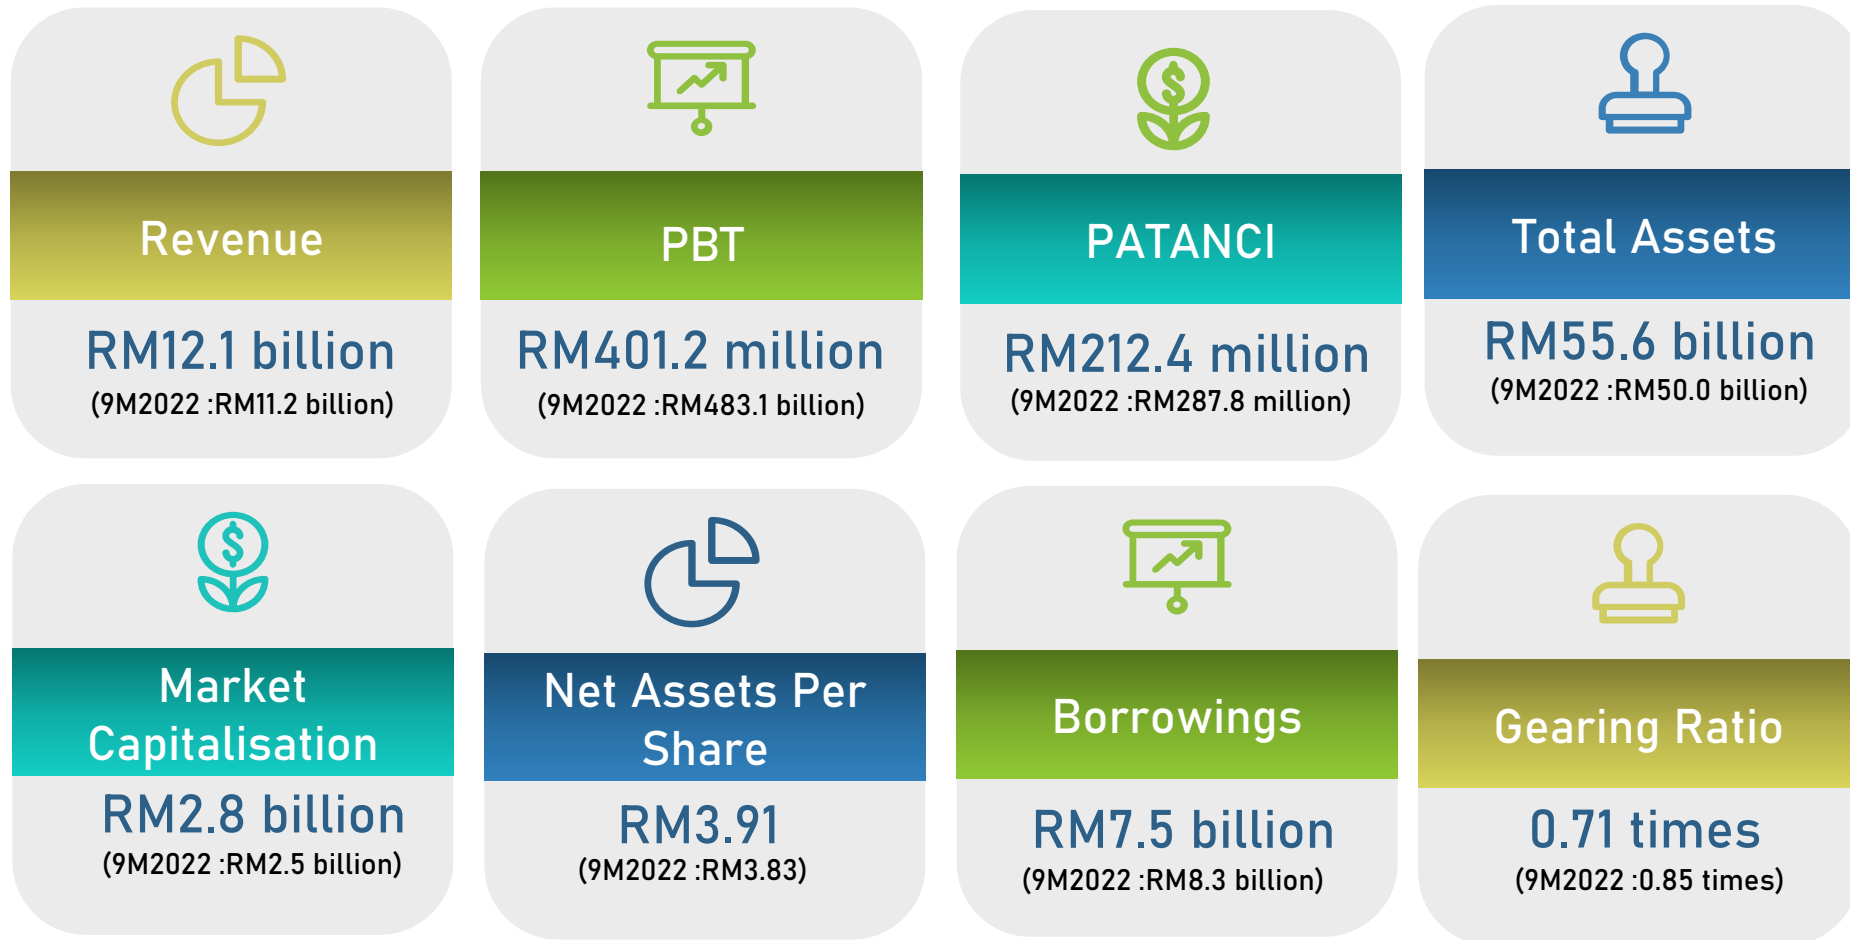 Revenue
RM12.1 billion
(9M2022 :RM11.2 billion)
PBT
RM401.2 million
(9M2022 :RM483.1 billion)
PATANCI
RM212.4 million
(9M2022 :RM287.8 million)
Total Assets
RM55.6 billion
(9M2022 :RM50.0 billion)
Market
Capitalisation
RM2.8 billion
(9M2022 :RM2.5 billion)
Net Assets Per
Share
RM3.91
(9M2022 :RM3.83)
Borrowings
RM7.5 billion
(9M2022 :RM8.3 billion)
Gearing Ratio
0.71 times
(9M2022 :0.85 times)